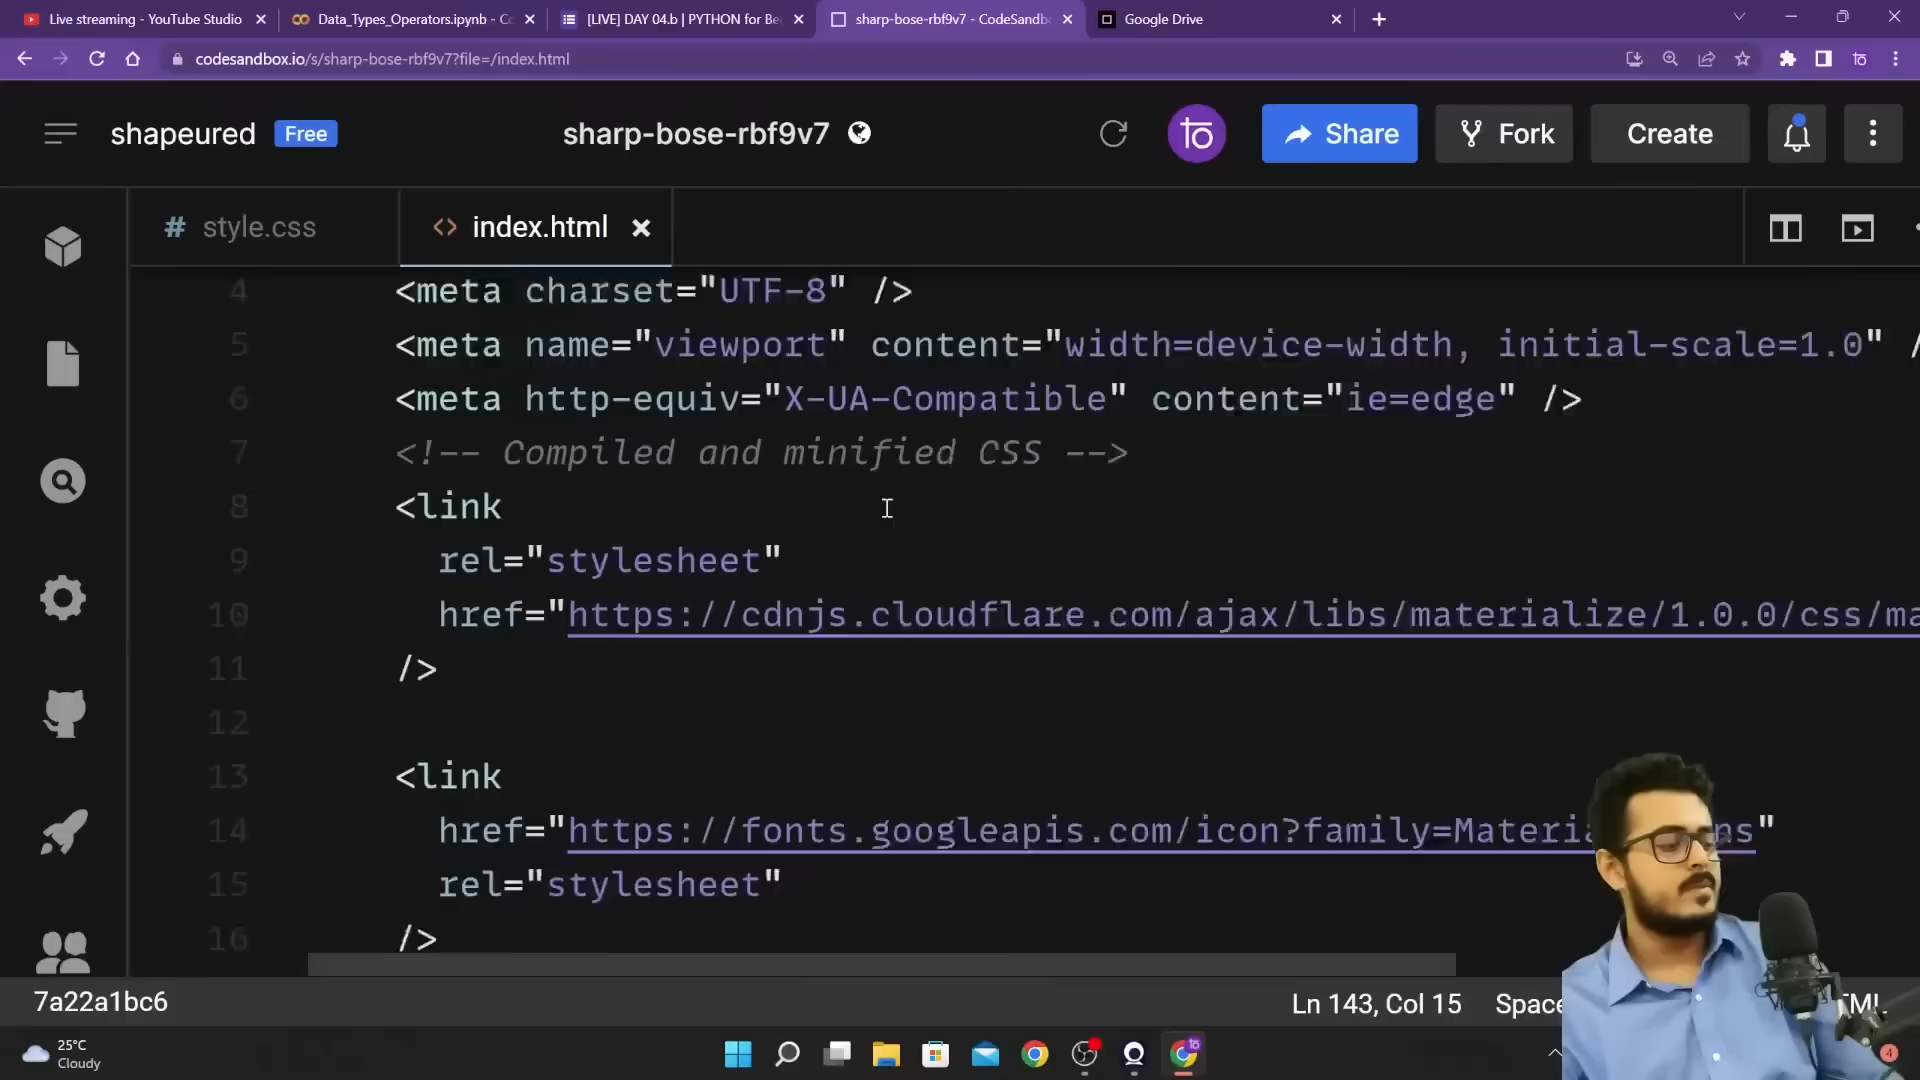 Live streaming - YouTube Studio
Data_Types_Operators.ipynb - Co
[LIVE] DAY 04.b | PYTHON for Be
sharp-bose-rbf9v7 - CodeSandb
Google Drive
codesandbox.io/s/sharp-bose-rbf9v7?file=/index.html
shapeured Free
sharp-bose-rbf9v7
to Share Fork Create
# style.css
<> index.html
4 <meta charset="UTF-8" />
5 <meta name="viewport" content="width=device-width, initial-scale=1.0" /
6 <meta http-equiv="X-UA-Compatible" content="ie=edge" />
7 <!-- Compiled and minified CSS -->
8 <link
9 rel="stylesheet"
10 href="https://cdnjs.cloudflare.com/ajax/libs/materialize/1.0.0/css/ma
11 />
12
13 <link
14 href="https://fonts.googleapis.com/icon?family=Materia ns"
15 rel="stylesheet"
16 />
7a22a1bc6
Ln 143, Col 15 Space
25°C
Cloudy
4